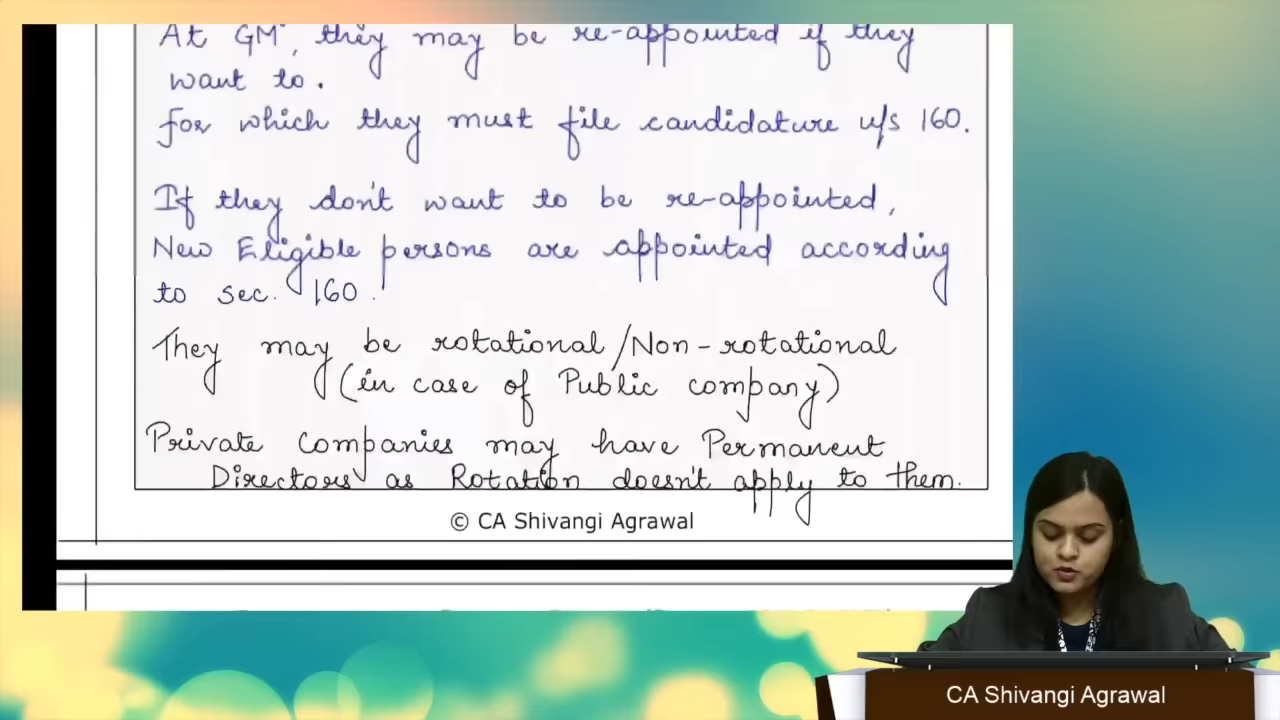 At GM, they may be re-appointed if they
want to.
for which they must file candidature u/s 160.
If they don't want to be re-appointed,
New Eligible persons are appointed according
to sec. 160.
They may be rotational/Non-rotational
(in case of Public company)
Private Companies may have Permanent
Directors as Rotation doesn't apply to them.
© CA Shivangi Agrawal
CA Shivangi Agrawal